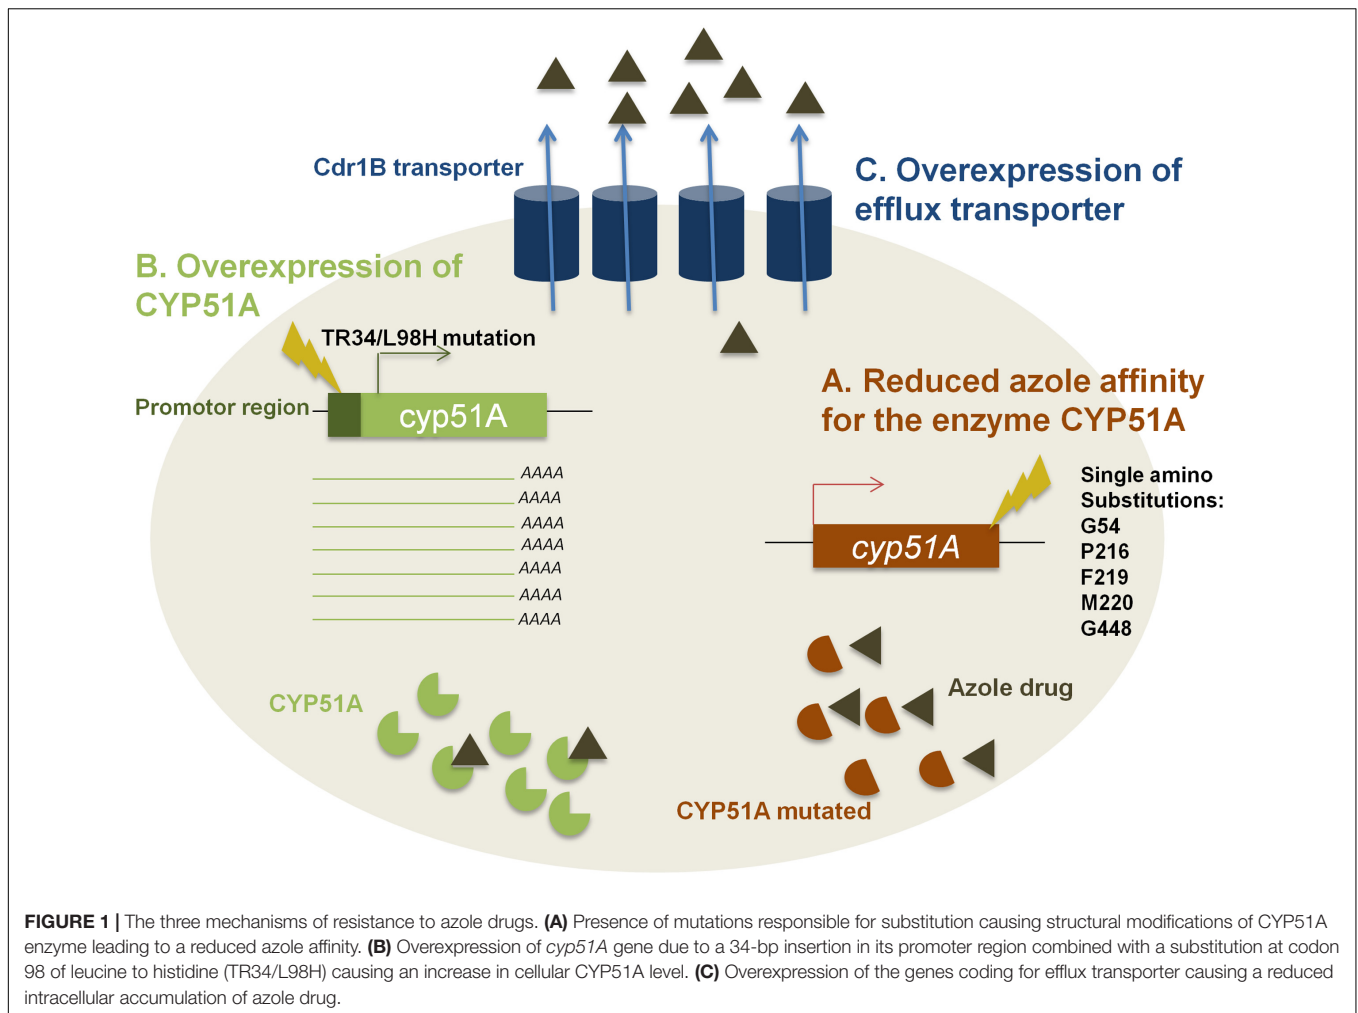 Cdr1B transporter
C. Overexpression of
efflux transporter
B. Overexpression of
CYP51A
TR34/L98H mutation
Promotor region
cyp51A
AAAA
AAAA
AAAA
AAAA
AAAA
AAAA
AAAA
CYP51A
A. Reduced azole affinity
for the enzyme CYP51A
cyp51A
Single amino
Substitutions:
G54
P216
F219
M220
G448
Azole drug
CYP51A mutated
FIGURE 1 | The three mechanisms of resistance to azole drugs. (A) Presence of mutations responsible for substitution causing structural modifications of CYP51A
enzyme leading to a reduced azole affinity. (B) Overexpression of cyp51A gene due to a 34-bp insertion in its promoter region combined with a substitution at codon
98 of leucine to histidine (TR34/L98H) causing an increase in cellular CYP51A level. (C) Overexpression of the genes coding for efflux transporter causing a reduced
intracellular accumulation of azole drug.